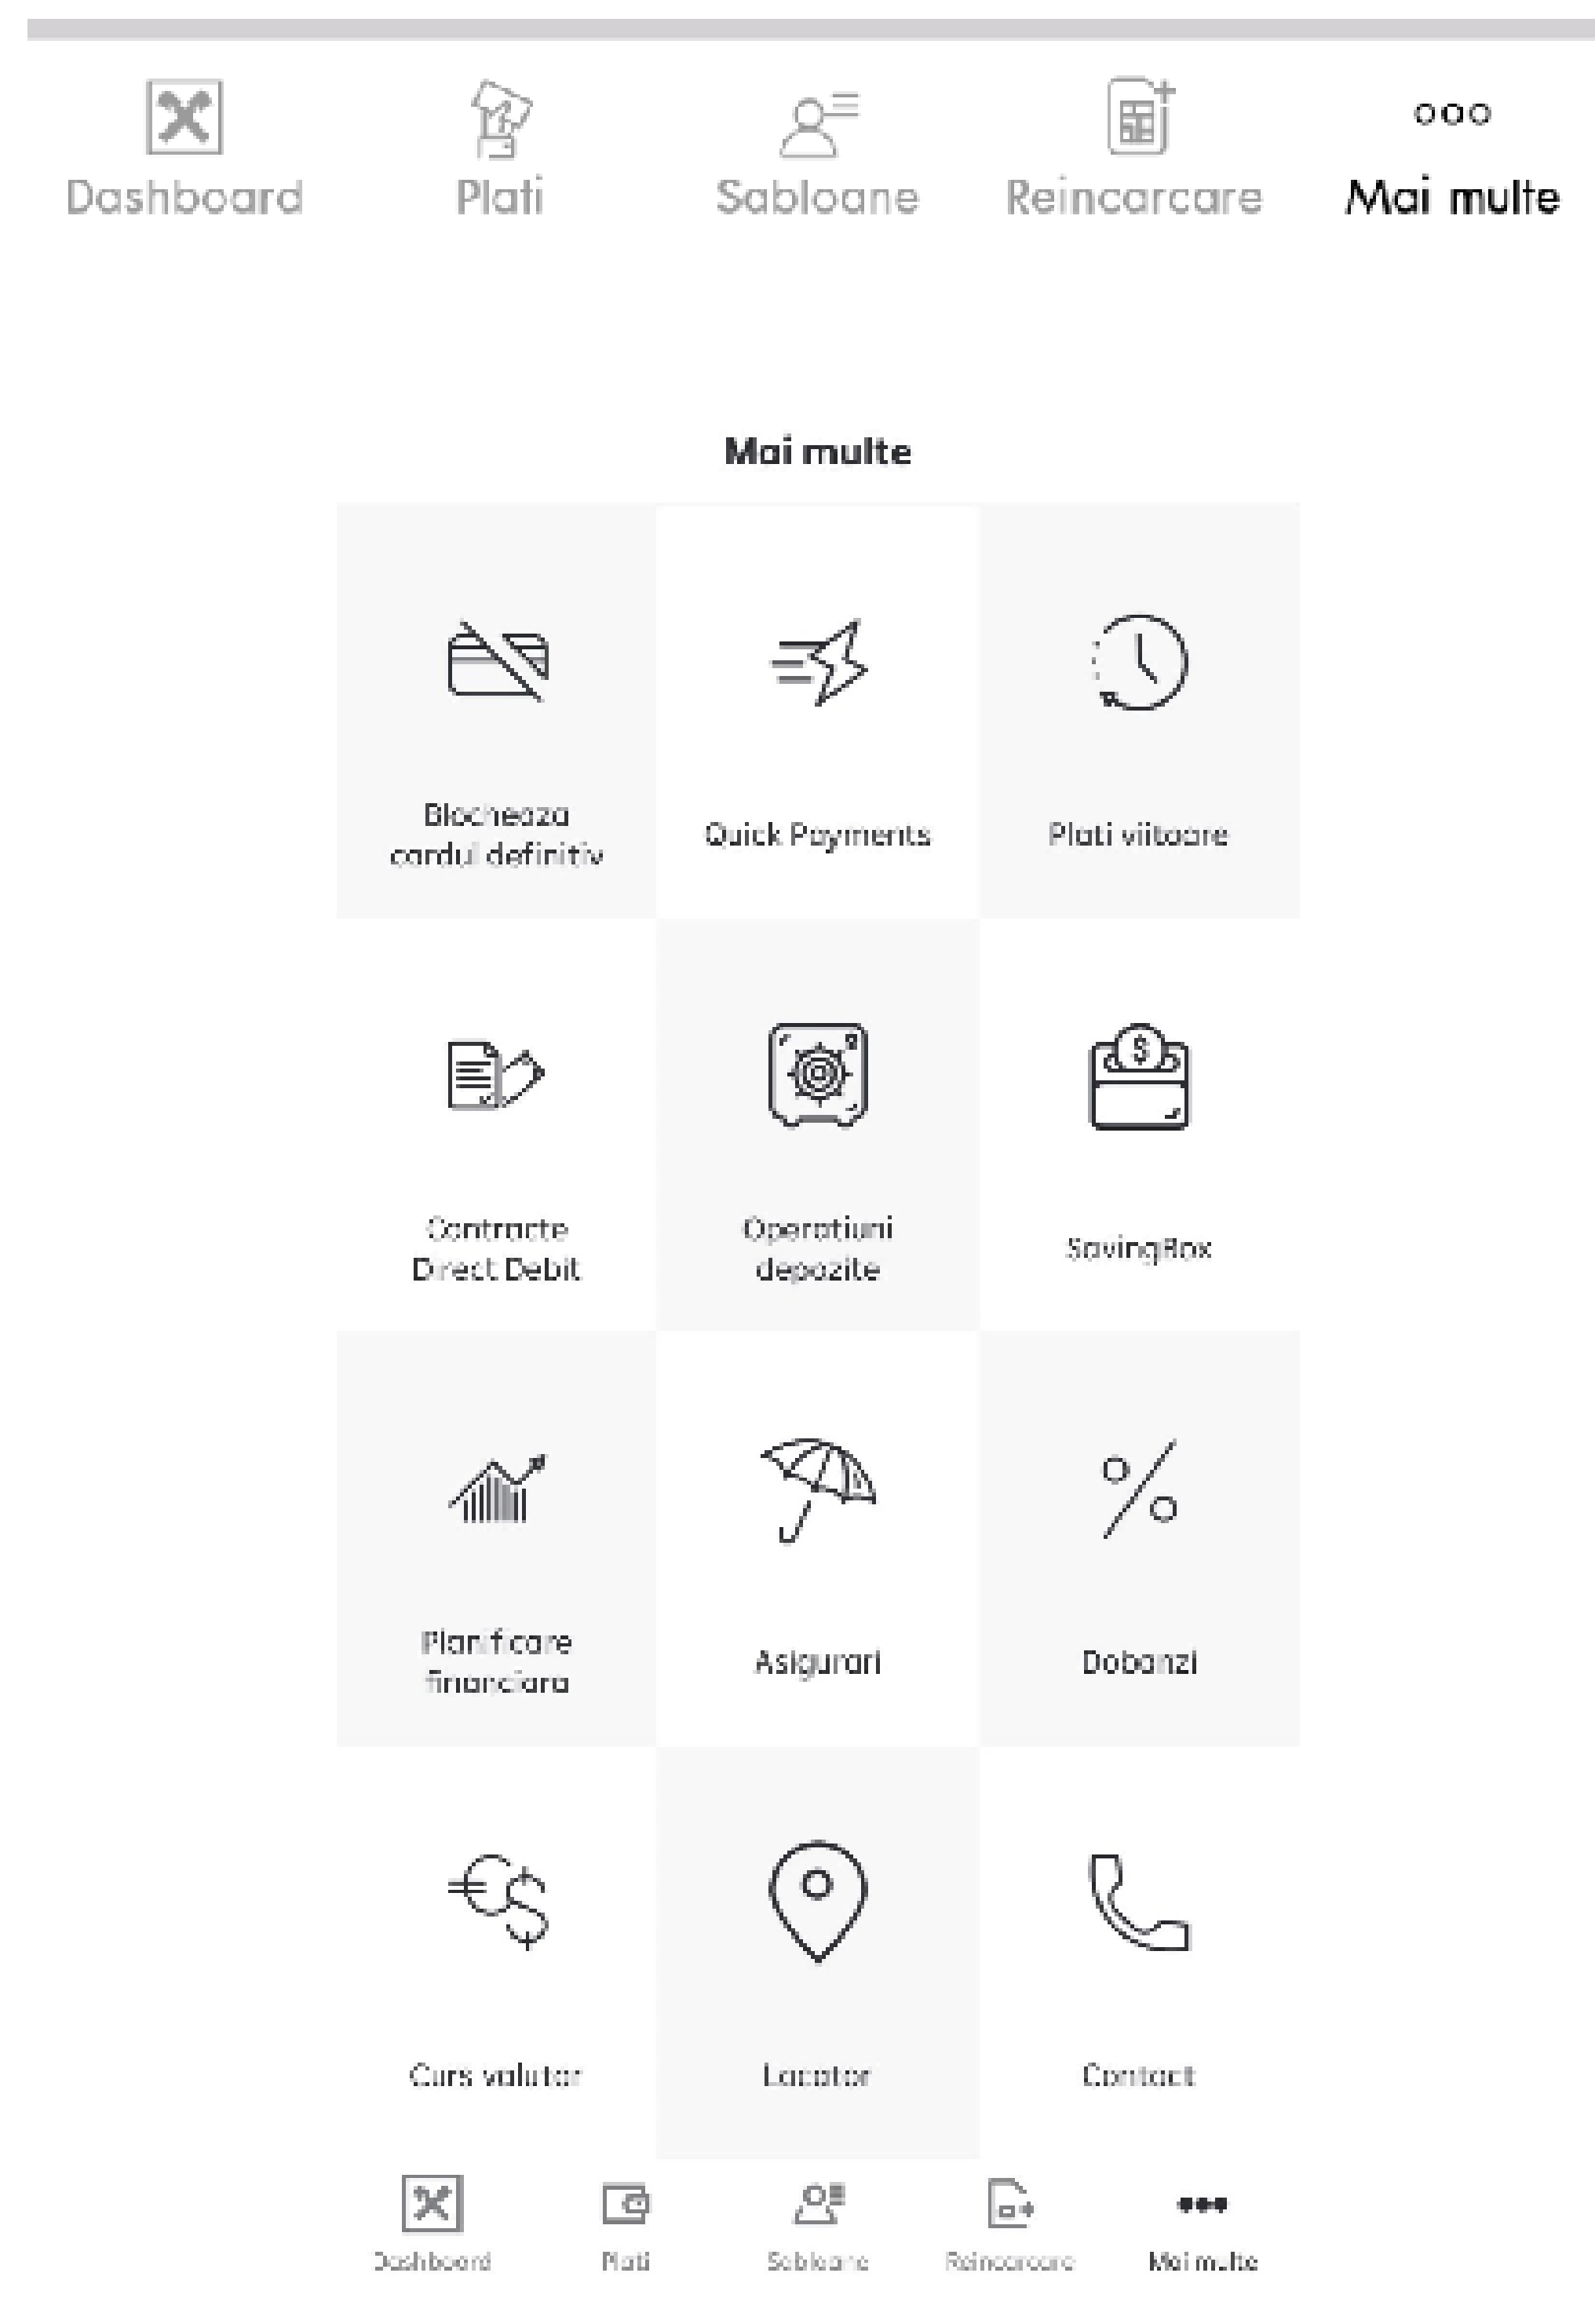 Dashboard Plati Sabloane Reincarcare Mai multe
Mai multe
Blocheaza
cardul definitiv
Quick Payments
Plati viitoare
Contracte
Direct Debit
Operatiuni
depozite
SavingBox
Planificare
financiara
Asigurari
Dobanzi
Curs valutar
Locator
Contact
Dashboard Plati Sabloane Reincarcare Mai multe